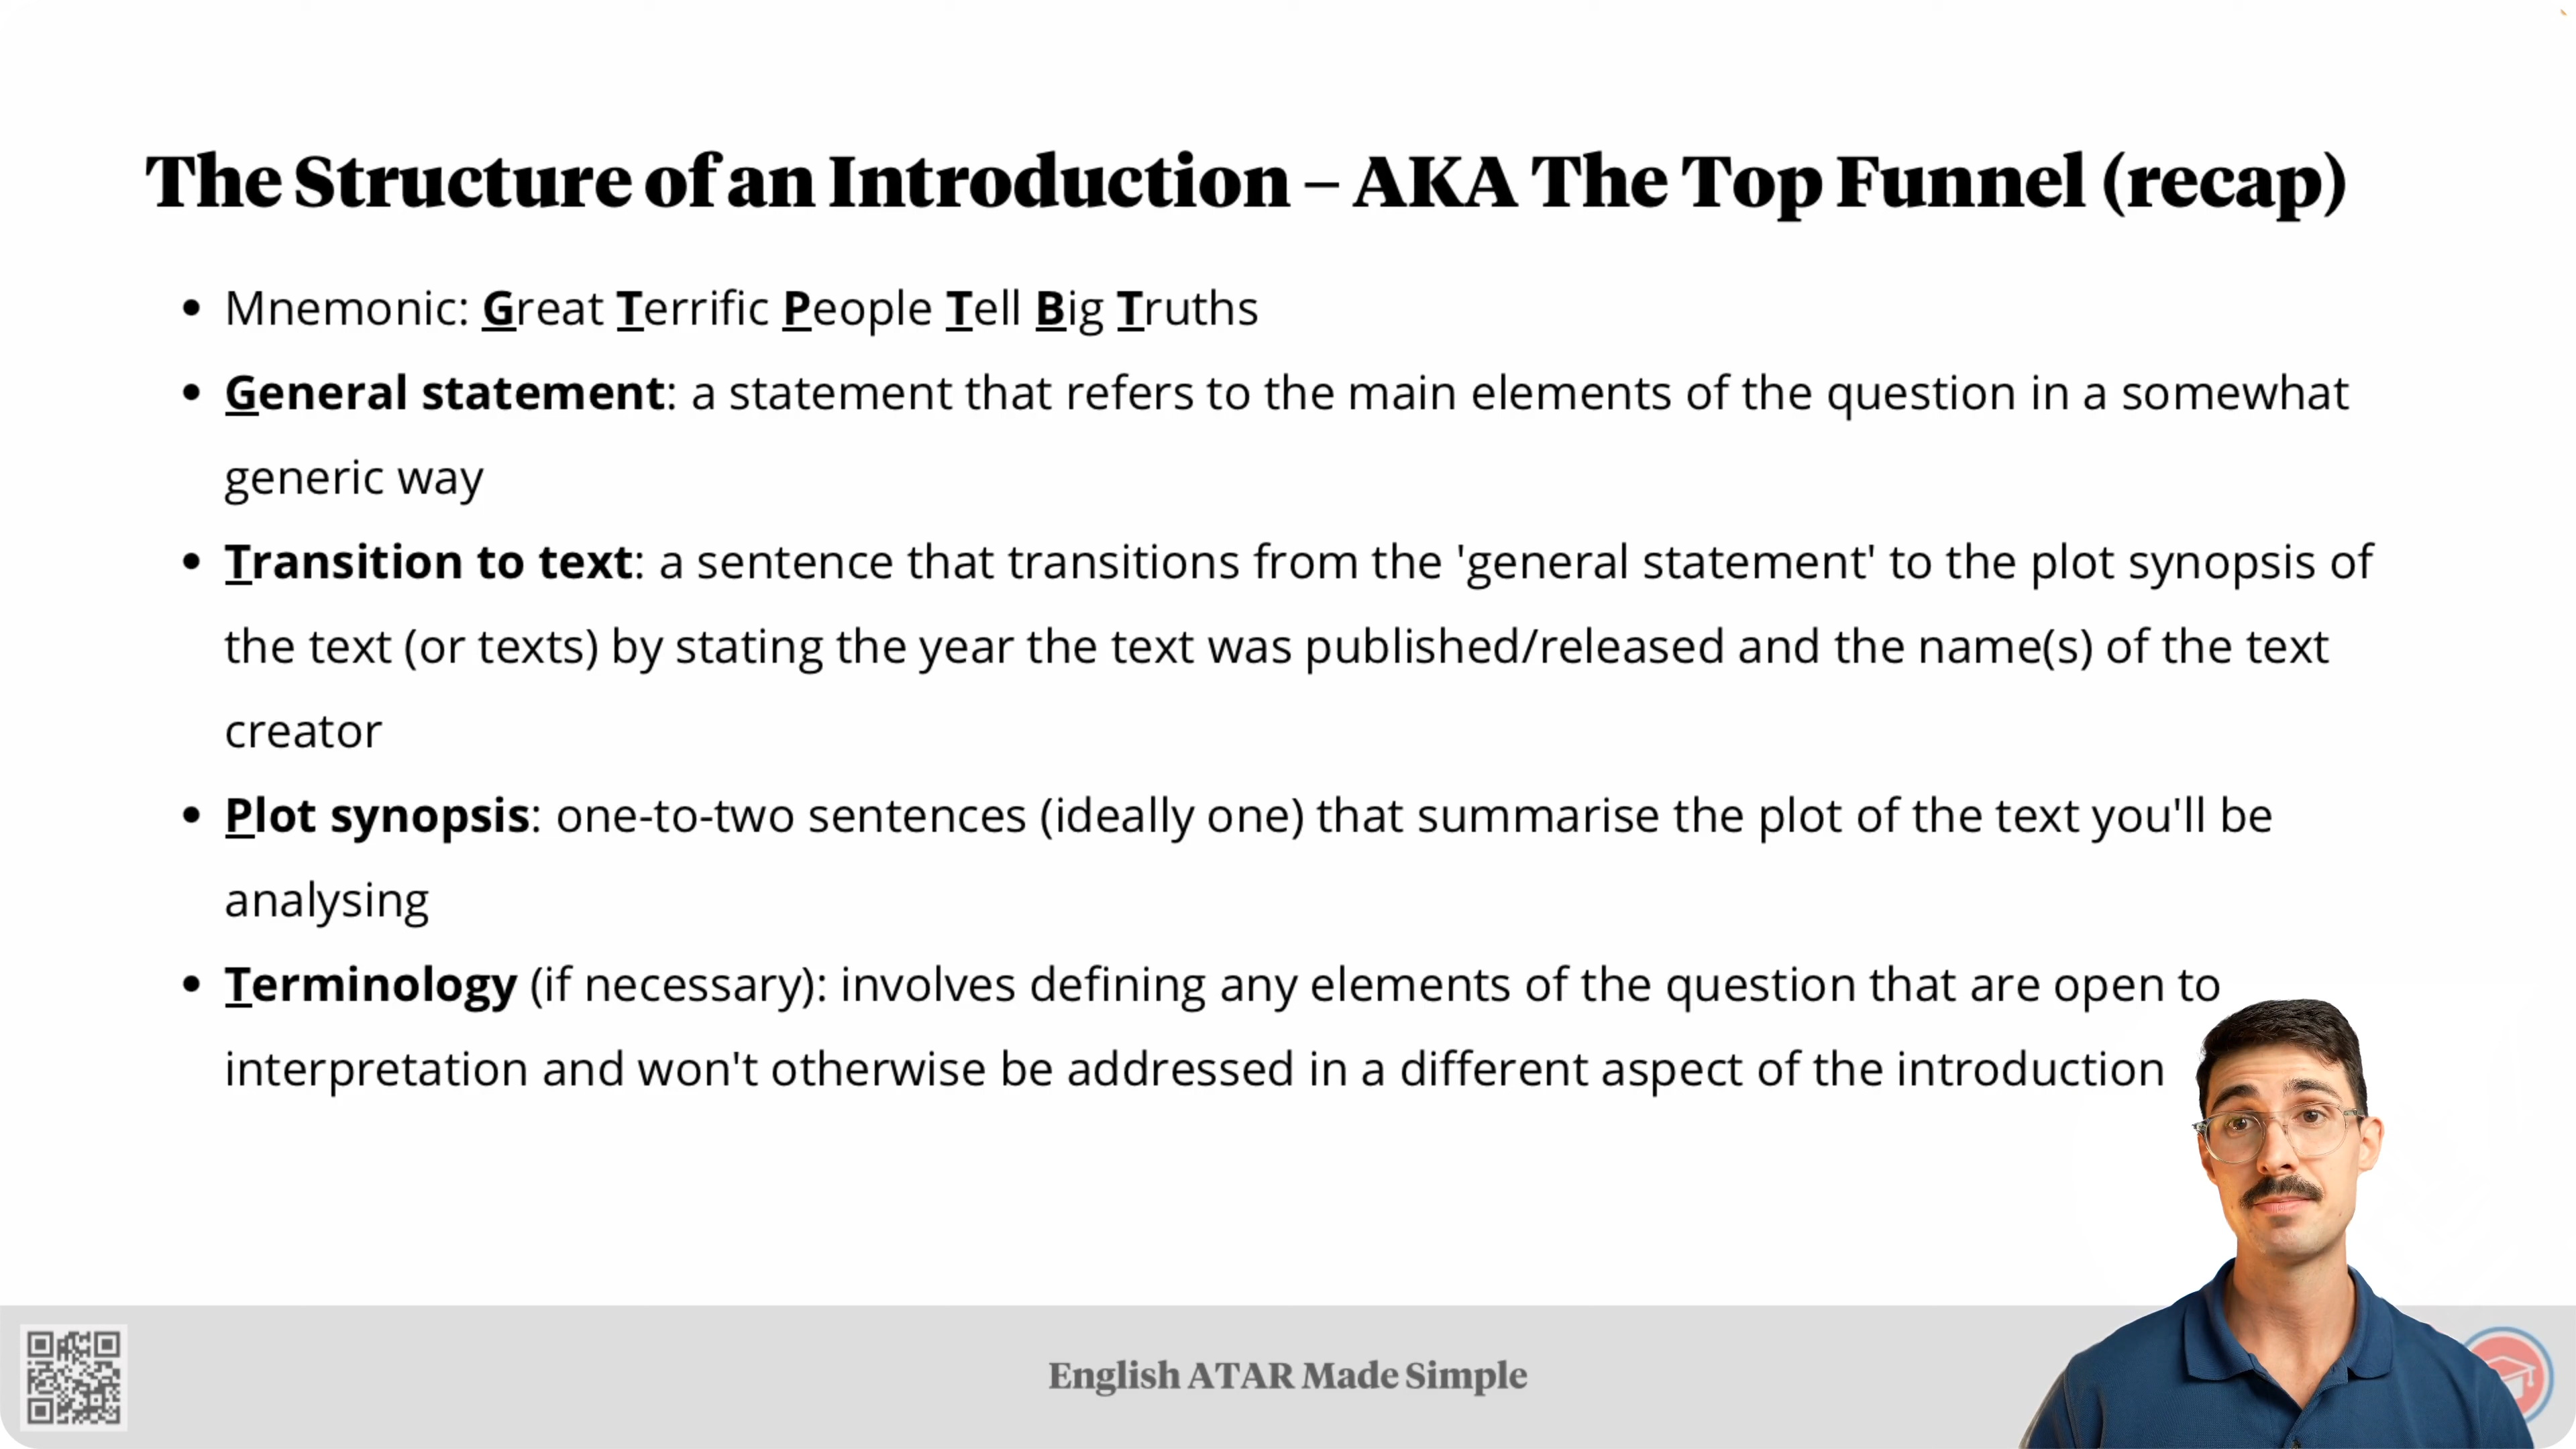 The Structure of an Introduction – AKA The Top Funnel (recap)
• Mnemonic: Great Terrific People Tell Big Truths
• General statement: a statement that refers to the main elements of the question in a somewhat
generic way
• Transition to text: a sentence that transitions from the 'general statement' to the plot synopsis of
the text (or texts) by stating the year the text was published/released and the name(s) of the text
creator
• Plot synopsis: one-to-two sentences (ideally one) that summarise the plot of the text you'll be
analysing
• Terminology (if necessary): involves defining any elements of the question that are open to
interpretation and won't otherwise be addressed in a different aspect of the introduction
English ATAR Made Simple